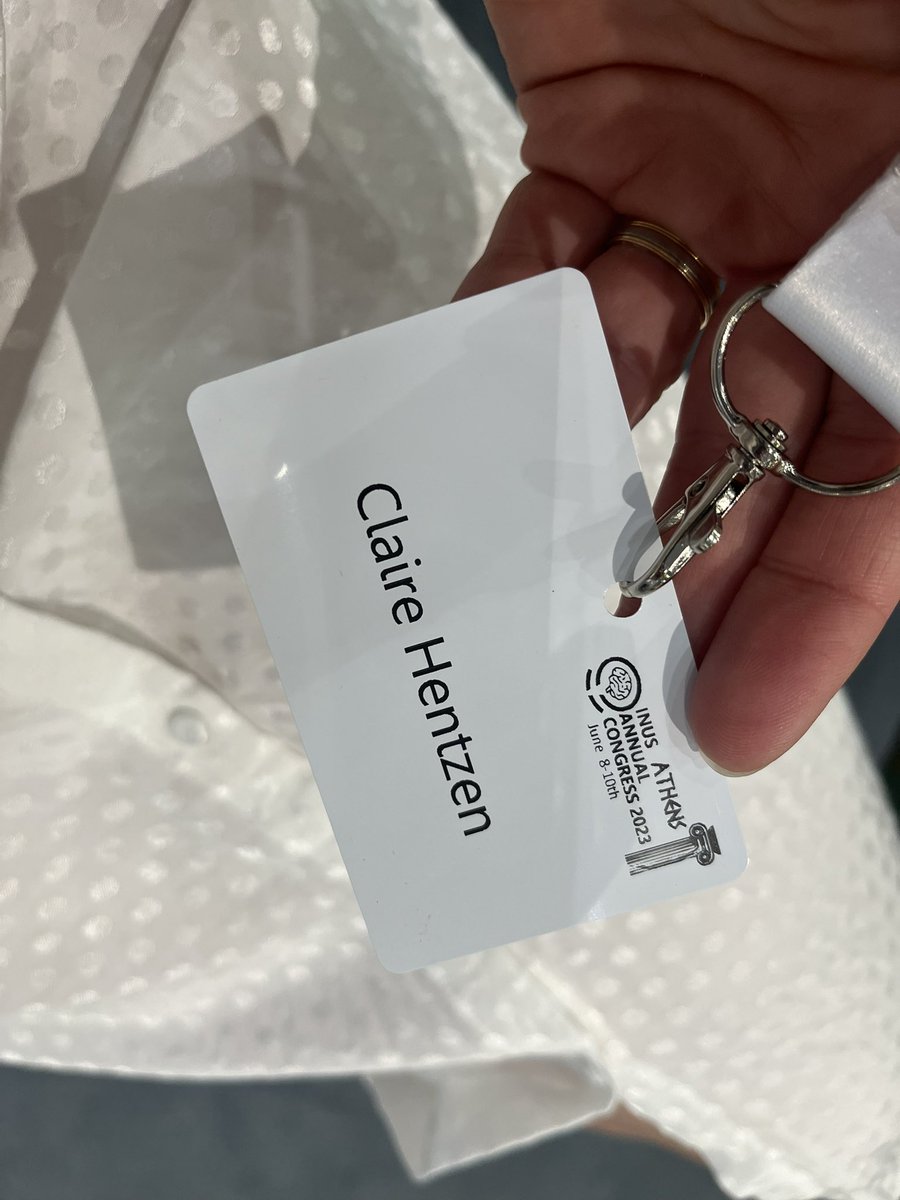 INUS ATHENS
ANNUAL
CONGRESS 2023
June 8-10th
Claire Hentzen